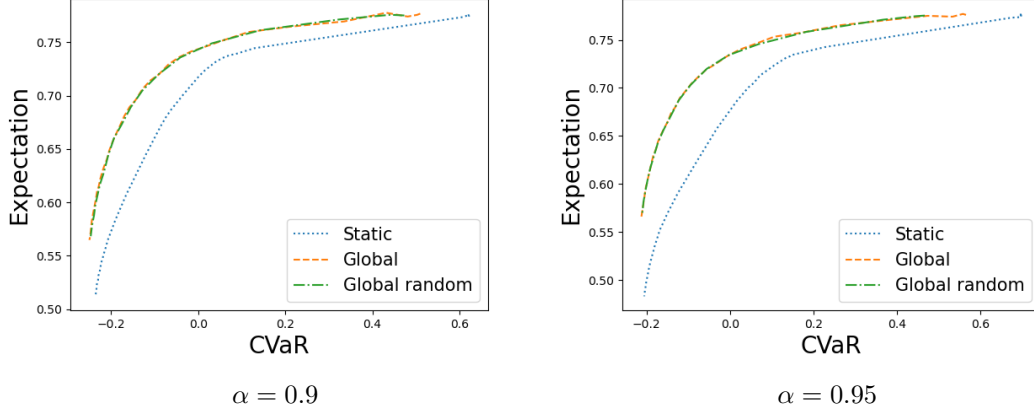 0.75
0.70
0.65
0.60
0.55
0.50
Expectation
−0.2
0.0
0.2
0.4
0.6
CVaR
Static
Global
Global random
α = 0.9
0.75
0.70
0.65
0.60
0.55
0.50
Expectation
−0.2
0.0
0.2
0.4
0.6
CVaR
Static
Global
Global random
α = 0.95